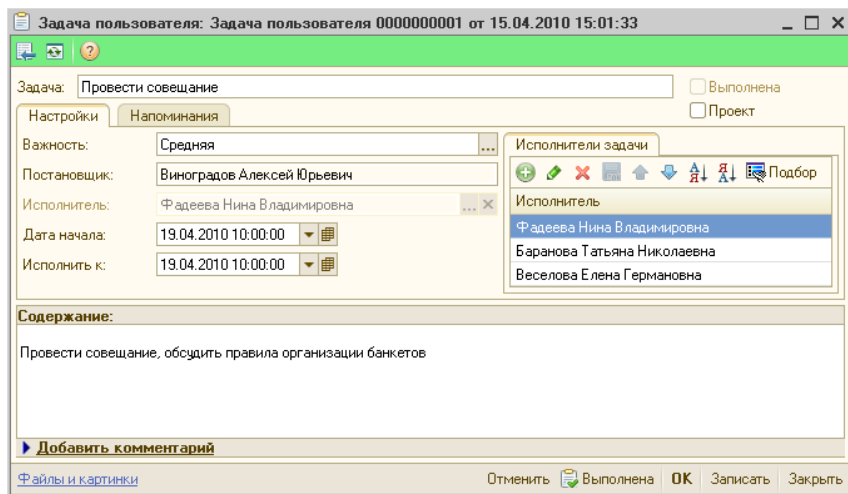 Задача пользователя: Задача пользователя 0000000001 от 15.04.2010 15:01:33
Задача: Провести совещание Выполнена
Проект
Настройки Напоминания
Важность: Средняя ...
Постановщик: Виноградов Алексей Юрьевич
Исполнитель: Фадеева Нина Владимировна ...
Дата начала: 19.04.2010 10:00:00
Исполнить к: 19.04.2010 10:00:00
Исполнители задачи
Подбор
Исполнитель
Фадеева Нина Владимировна
Баранова Татьяна Николаевна
Веселова Елена Германовна
Содержание:
Провести совещание, обсудить правила организации банкетов
Добавить комментарий
Файлы и картинки Отменить Выполнена OK Записать Закрыть